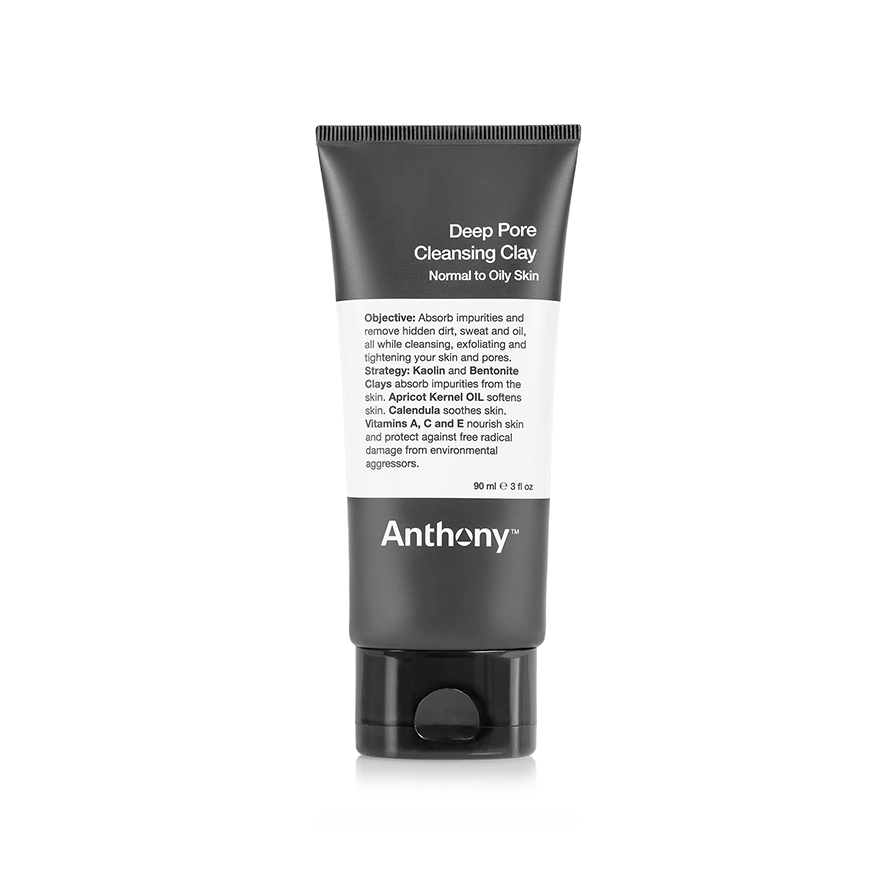 Deep Pore
Cleansing Clay
Normal to Oily Skin
Objective: Absorb impurities and
remove hidden dirt, sweat and oil,
all while cleansing, exfoliating and
tightening your skin and pores.
Strategy: Kaolin and Bentonite
Clays absorb impurities from the
skin. Apricot Kernel OIL softens
skin. Calendula soothes skin.
Vitamins A, C and E nourish skin
and protect against free radical
damage from environmental
aggressors.
90 ml ℮ 3 fl oz
Anthony™